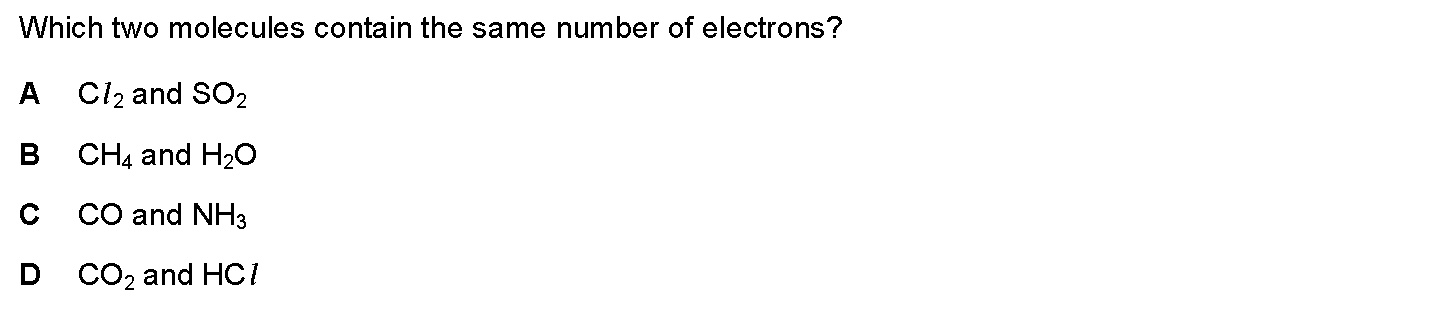 Which two molecules contain the same number of electrons?
A Cl₂ and SO₂
B CH₄ and H₂O
C CO and NH₃
D CO₂ and HCl